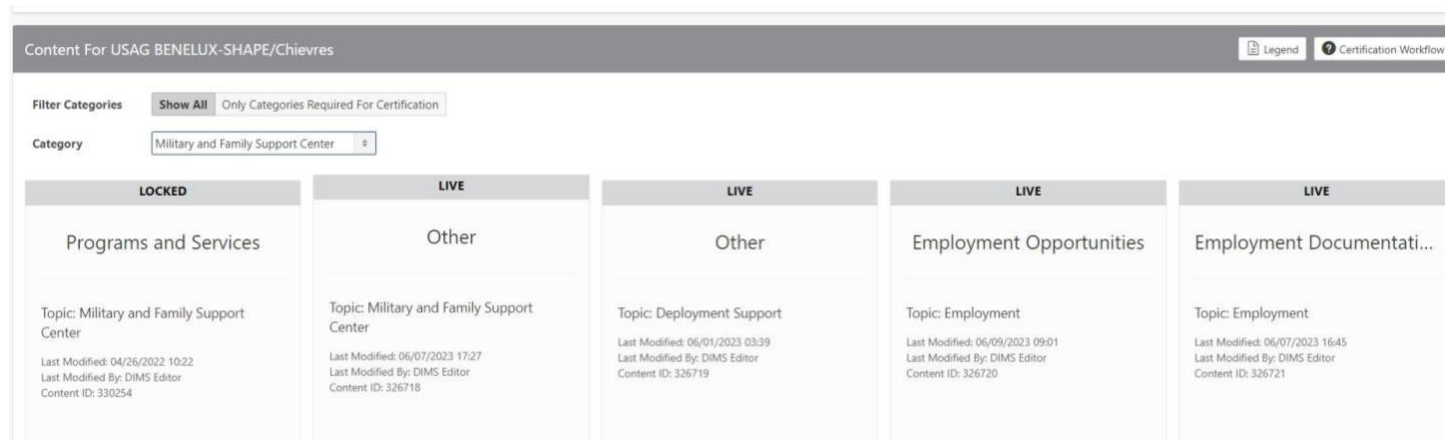 Content For USAG BENELUX-SHAPE/Chievres
Legend
Certification Workflow
Filter Categories
Show All
Only Categories Required For Certification
Category
Military and Family Support Center
LOCKED
Programs and Services
Topic: Military and Family Support
Center
Last Modified: 04/26/2022 10:22
Last Modified By: DIMS Editor
Content ID: 330254
LIVE
Other
Topic: Military and Family Support
Center
Last Modified: 06/07/2023 17:27
Last Modified By: DIMS Editor
Content ID: 326718
LIVE
Other
Topic: Deployment Support
Last Modified: 06/01/2023 03:39
Last Modified By: DIMS Editor
Content ID: 326719
LIVE
Employment Opportunities
Topic: Employment
Last Modified: 06/09/2023 09:01
Last Modified By: DIMS Editor
Content ID: 326720
LIVE
Employment Documentati...
Topic: Employment
Last Modified: 06/07/2023 16:45
Last Modified By: DIMS Editor
Content ID: 326721